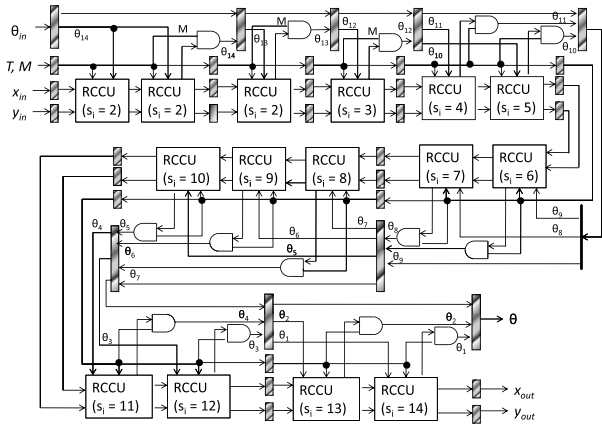 θin
θ14
M
θ14
θ13
M
θ13
θ12
M
θ12
θ11
θ10
θ11
θ10
T, M
xin
yin
RCCU
(si = 2)
RCCU
(si = 2)
RCCU
(si = 2)
RCCU
(si = 3)
RCCU
(si = 4)
RCCU
(si = 5)
RCCU
(si = 10)
RCCU
(si = 9)
RCCU
(si = 8)
RCCU
(si = 7)
RCCU
(si = 6)
θ4
θ5
θ6
θ7
θ6
θ5
θ7
θ8
θ9
θ9
θ8
θ3
θ4
θ3
θ2
θ1
θ2
θ1
θ
RCCU
(si = 11)
RCCU
(si = 12)
RCCU
(si = 13)
RCCU
(si = 14)
xout
yout